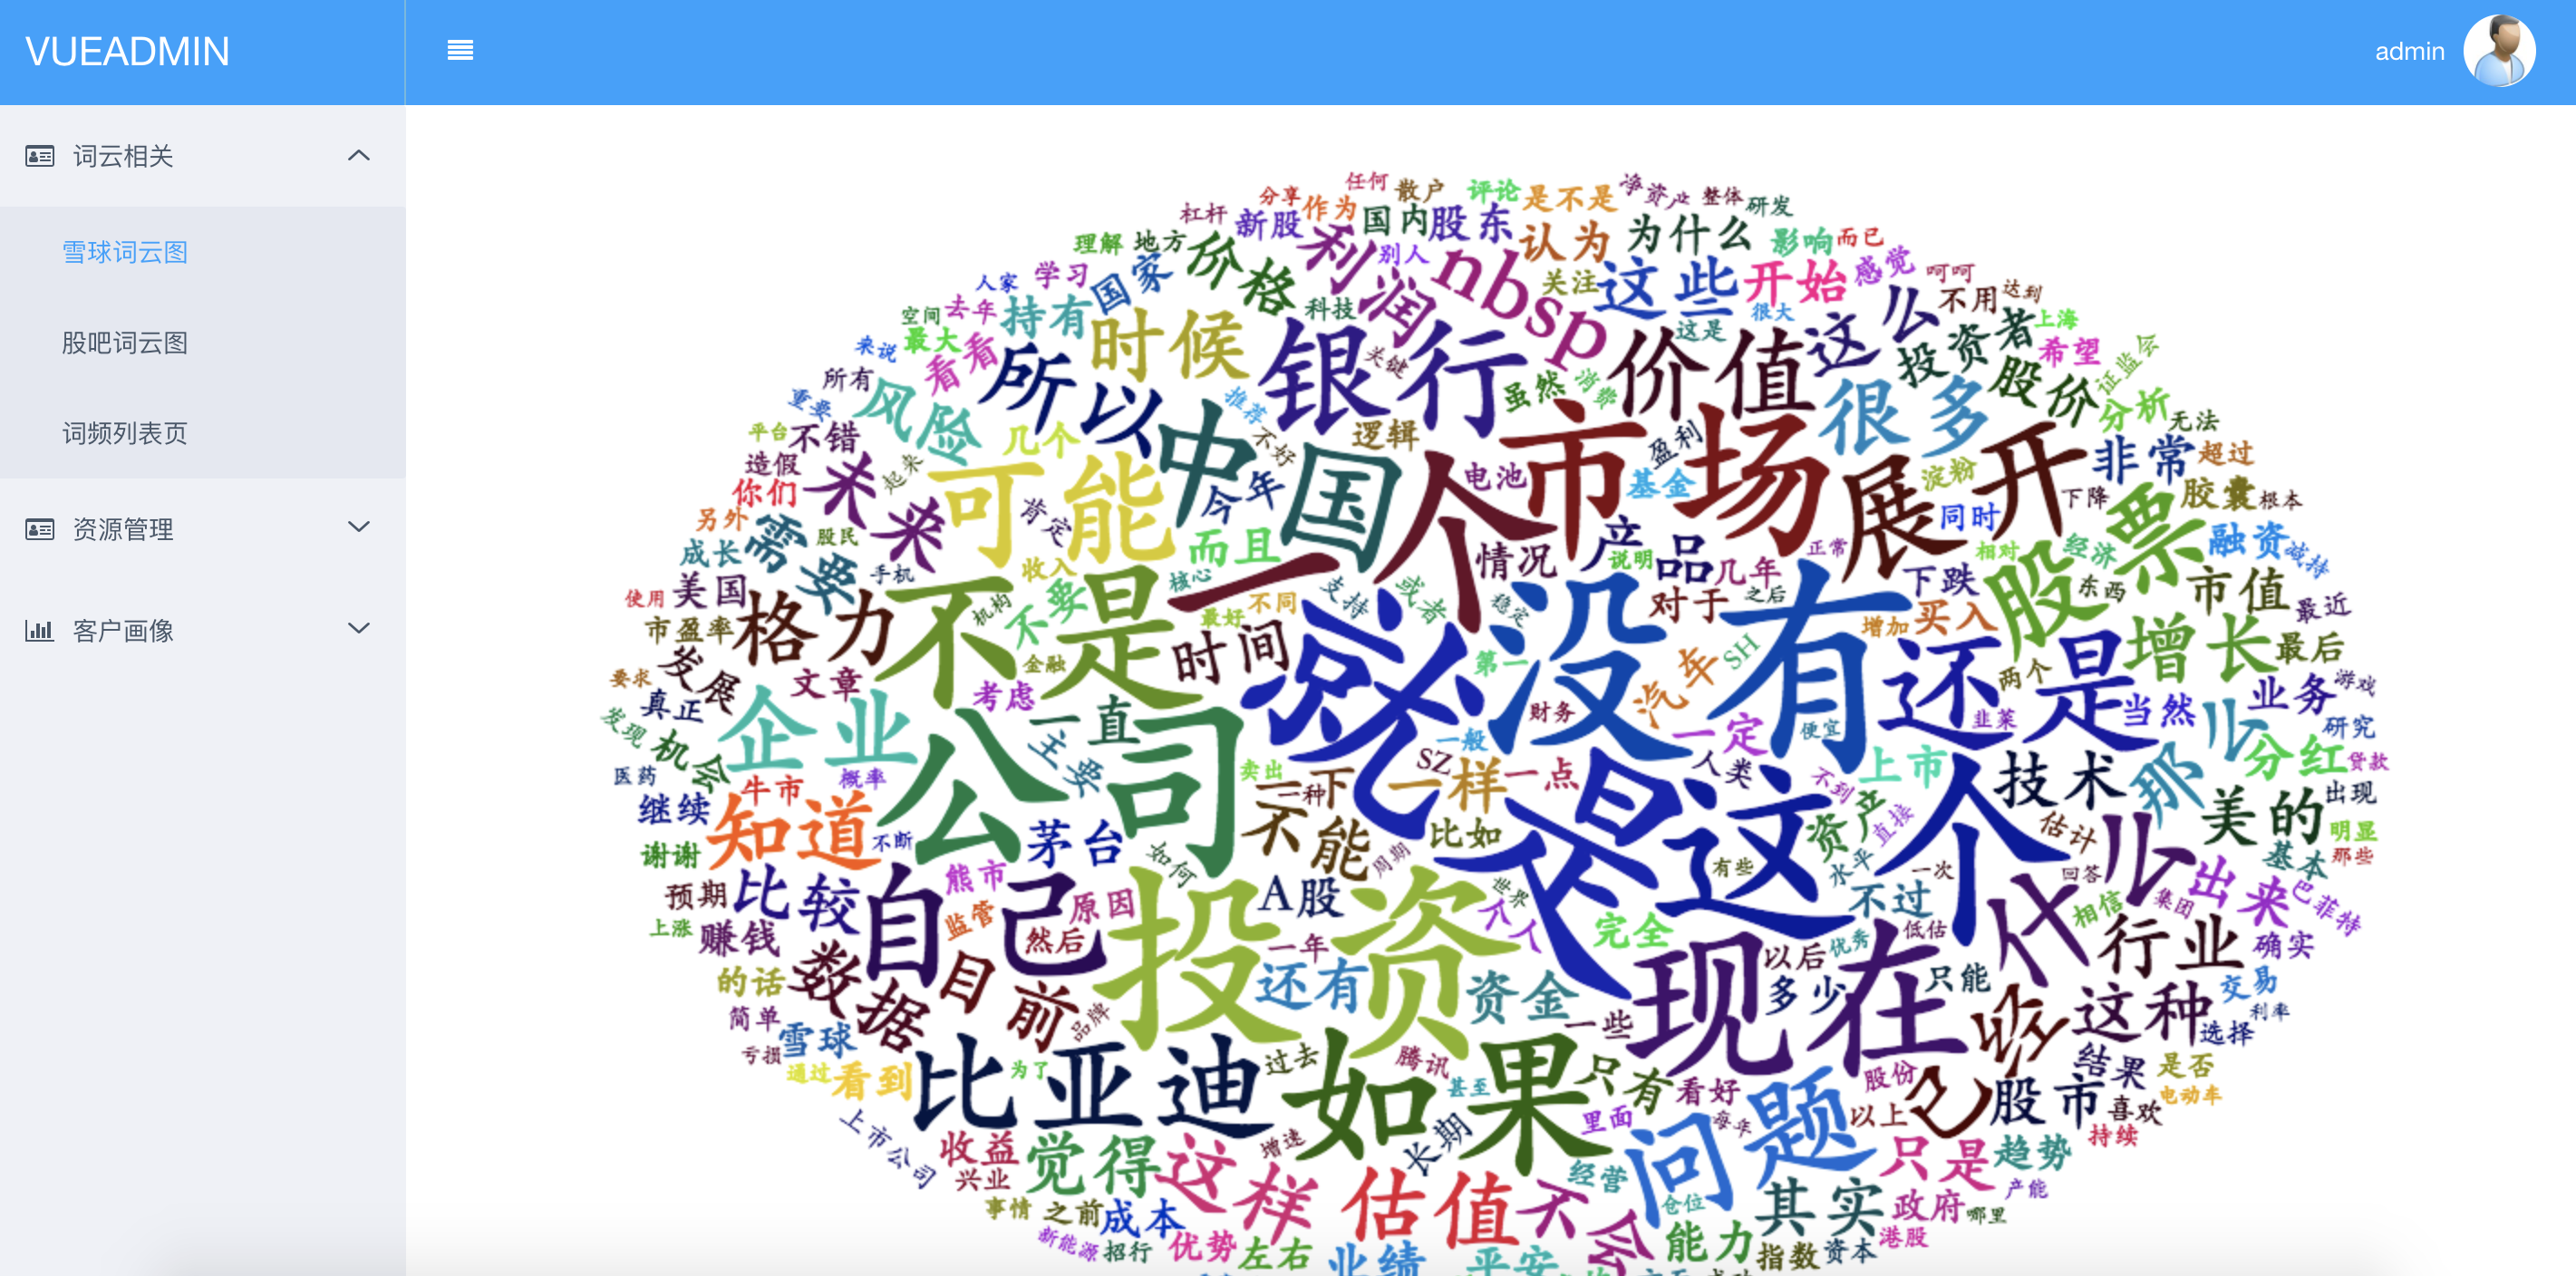 VUEADMIN
admin
词云相关
雪球词云图
股吧词云图
词频列表页
资源管理
客户画像
任何 散户 评论 是不是 净资产 整体 研发
分享 作为 国内 股东 认为 为什么 影响 而已
杠杆 新股 利润 别人 nbsp 关注 这些 开始 感觉 呵呵
理解 地方 价格 科技 这是 很大 这么 不用 达到
人家 学习 国家 投资者 上海
空间 去年 持有 时候 银行 关键 价值 希望 证监会
来说 最大 看看 所以 虽然 消费 很多 股价 分析 无法
所有 重要 风险 几个 推荐 不好 逻辑 市场 盈利 展开 非常 超过
平台 不错 造假 未来 起来 可能 中国 今年 电池 基金 淀粉 下降 胶囊 根本
你们 另外 需要 股民 肯定 一个 产品 同时 股票 融资 减持
成长 手机 收入 而且 情况 说明 几年 正常 相对 经济
使用 美国 格力 不是 机构 不要 核心 不同 最好 支持 或者 稳定 没有 对于 之后 下跌 东西 市值 最近
市盈率 发展 金融 时间 就是 第一 汽车 SH 增加 买入 还是 两个 增长 最后
要求 真正 文章 考虑 一直 财务 韭菜 当然 业务 游戏
发现 机会 企业 公司 主要 一般 一定 便宜 那么 研究
医药 牛市 概率 卖出 SZ 一样 一点 人类 上市 技术 分红 贷款
继续 知道 不断 茅台 一下 一种 不能 比如 这个 不到 资产 直接 估计 美的 出现
谢谢 如何 周期 有些 水平 明显
预期 比较 自己 熊市 原因 A股 世界 不过 一次 回答 基本 那些
上涨 赚钱 监管 然后 投资 一年 个人 完全 低估 相信 集团 出来 巴菲特
的话 数据 目前 还有 资金 现在 以后 优秀 多少 只能 行业 确实
简单 雪球 品牌 一些 已经 这种 交易 利率 选择
亏损 通过 看到 比亚迪 为了 过去 如果 腾讯 甚至 只有 看好 股份 股市 结果 是否 电动车
上市公司 增速 长期 里面 每年 问题 以上 喜欢 持续
收益 觉得 这样 经营 只是 趋势
兴业 估值 不会 仓位 其实 政府 产能
事情 之前 成本 能力 哪里
新能源 招行 优势 左右 业绩 平安 指数 资本 港股